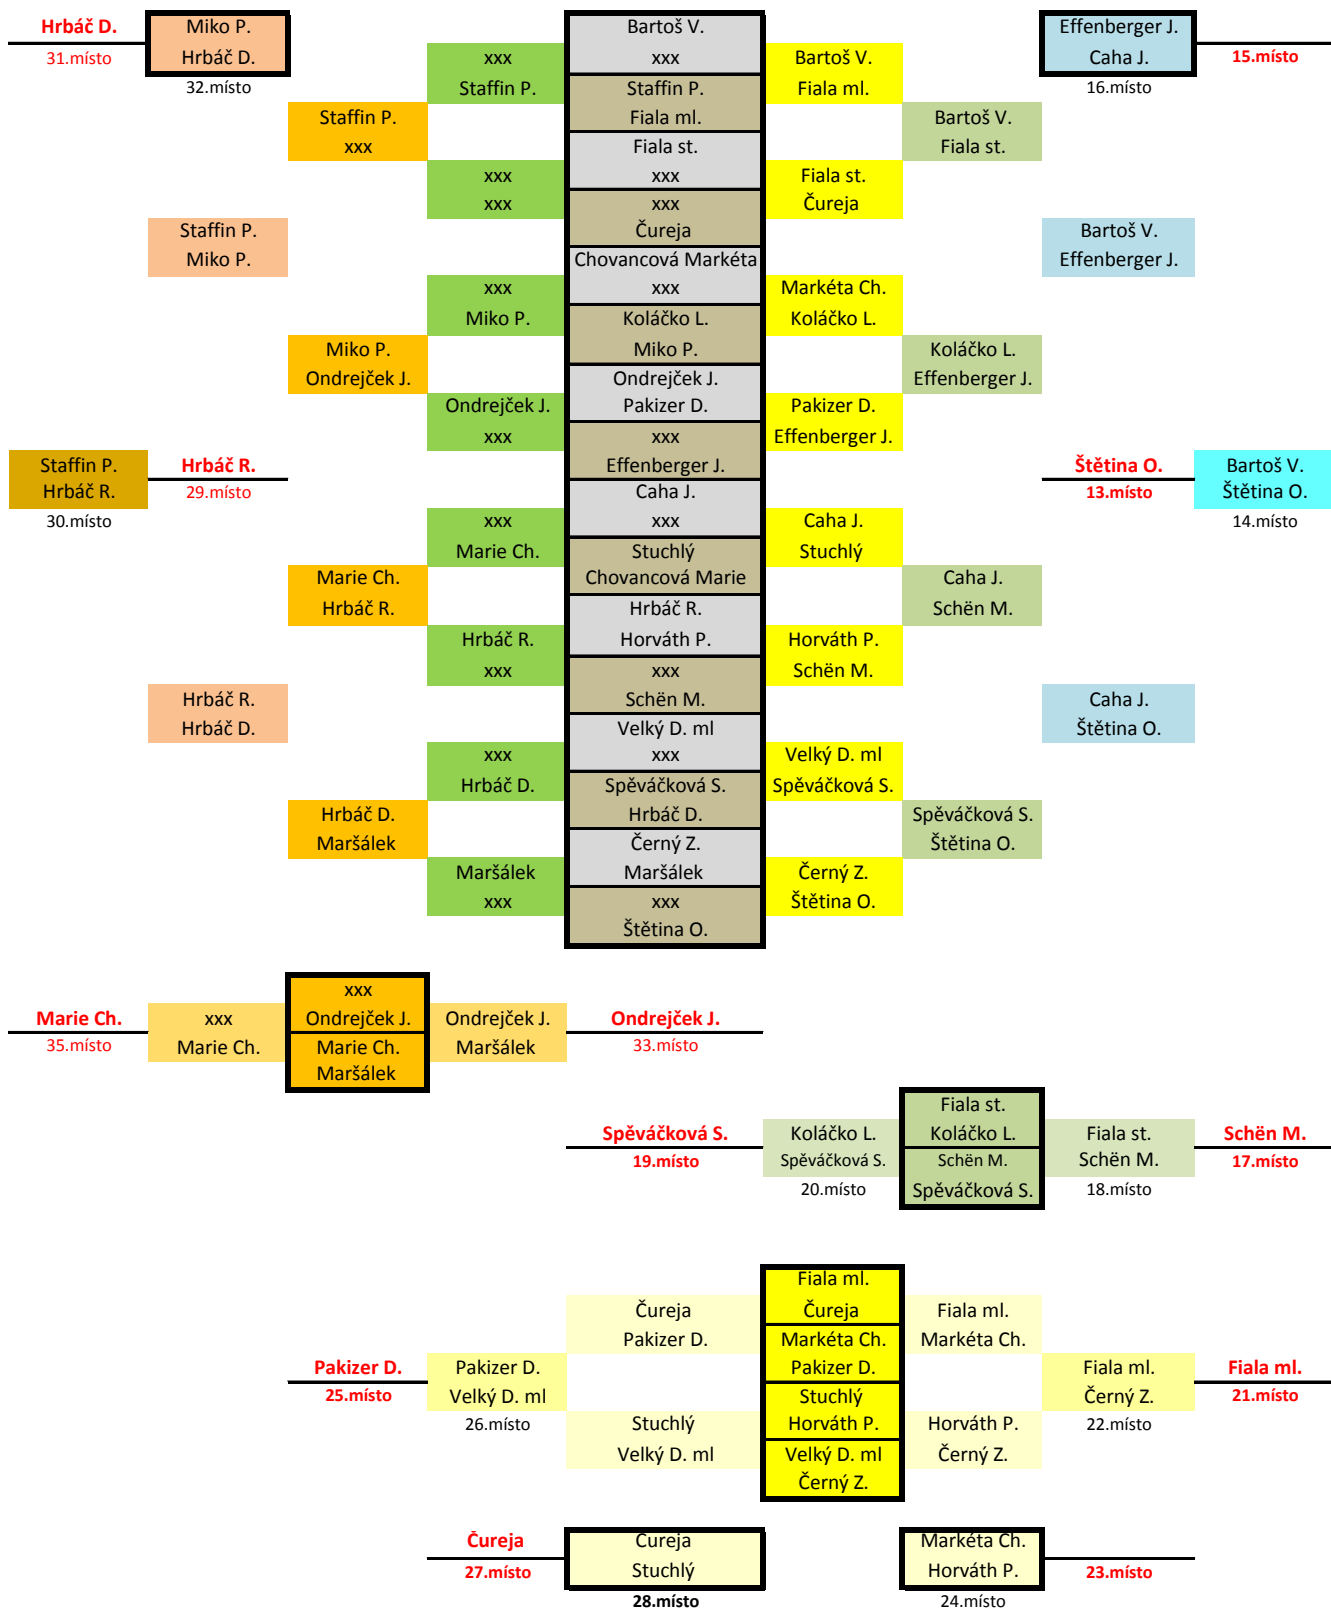 Hrbáč D. Miko P. Bartoš V. Effenberger J.
31.místo Hrbáč D. xxx xxx Bartoš V. Caha J. 15.místo
32.místo Staffin P. Staffin P. Fiala ml. 16.místo
Staffin P. Fiala ml. Bartoš V.
xxx Fiala st. Fiala st.
xxx xxx Fiala st.
xxx xxx Čureja
Staffin P. Čureja Bartoš V.
Miko P. Chovancová Markéta Effenberger J.
xxx xxx Markéta Ch.
Miko P. Koláčko L. Koláčko L.
Miko P. Miko P. Koláčko L.
Ondrejček J. Ondrejček J. Effenberger J.
Ondrejček J. Pakizer D. Pakizer D.
xxx xxx Effenberger J.
Staffin P. Hrbáč R. Effenberger J. Štětina O. Bartoš V.
Hrbáč R. 29.místo Caha J. 13.místo Štětina O.
30.místo xxx xxx Caha J. 14.místo
Marie Ch. Stuchlý Stuchlý
Marie Ch. Chovancová Marie Caha J.
Hrbáč R. Hrbáč R. Schën M.
Hrbáč R. Horváth P. Horváth P.
xxx xxx Schën M.
Hrbáč R. Schën M. Caha J.
Hrbáč D. Velký D. ml Štětina O.
xxx xxx Velký D. ml
Hrbáč D. Spěváčková S. Spěváčková S.
Hrbáč D. Hrbáč D. Spěváčková S.
Maršálek Černý Z. Štětina O.
Maršálek Maršálek Černý Z.
xxx xxx Štětina O.
Štětina O.
xxx
Marie Ch. xxx Ondrejček J. Ondrejček J. Ondrejček J.
35.místo Marie Ch. Marie Ch. Maršálek 33.místo
Maršálek
Fiala st.
Spěváčková S. Koláčko L. Koláčko L. Fiala st. Schën M.
19.místo Spěváčková S. Schën M. Schën M. 17.místo
20.místo Spěváčková S. 18.místo
Fiala ml.
Čureja Čureja Fiala ml.
Pakizer D. Markéta Ch. Markéta Ch.
Pakizer D. Pakizer D. Pakizer D. Fiala ml. Fiala ml.
25.místo Velký D. ml Stuchlý Černý Z. 21.místo
26.místo Stuchlý Horváth P. Horváth P. 22.místo
Velký D. ml Velký D. ml Černý Z.
Černý Z.
Čureja Čureja Markéta Ch.
27.místo Stuchlý Horváth P. 23.místo
28.místo 24.místo